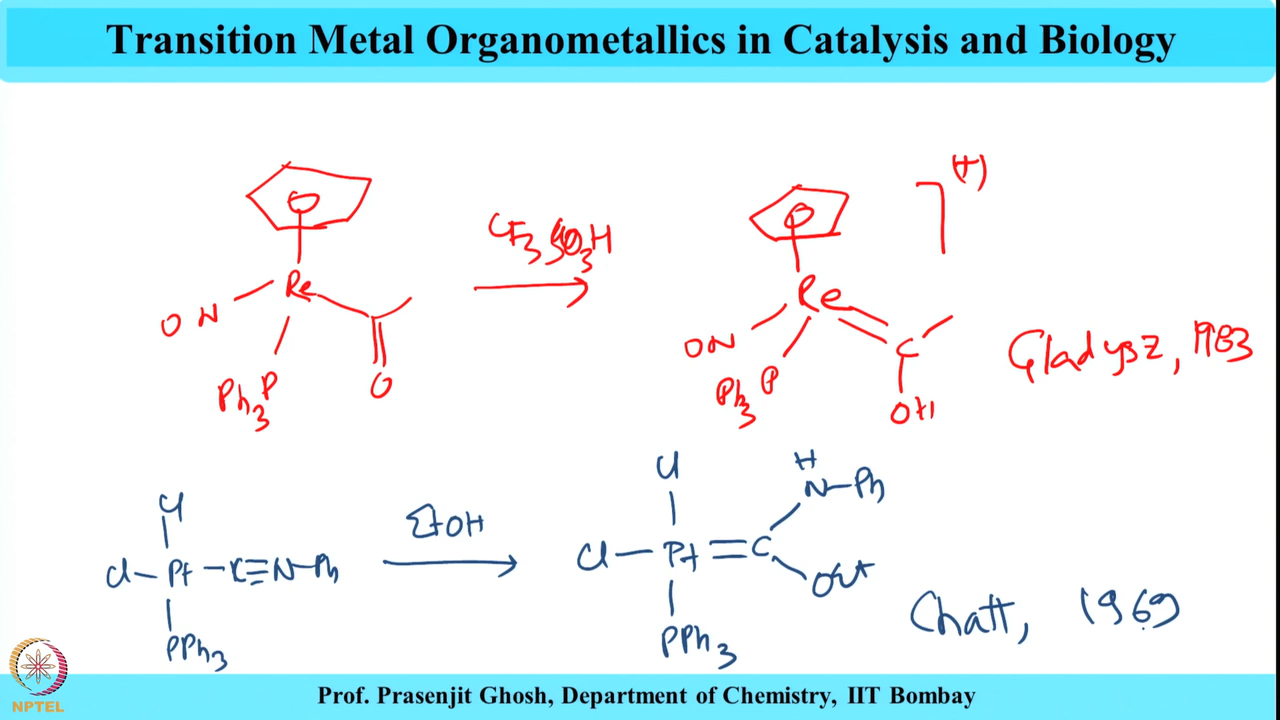 Transition Metal Organometallics in Catalysis and Biology
CF3SO3H
(+)
Re
Re
ON
ON
C
Ph3P
O
Ph3P
OH
Gladysz, 1983
Cl
Cl
H
N-Ph
EtOH
Cl-Pt-C≡N-Ph
Cl-Pt=C
OEt
PPh3
PPh3
Chatt, 1969
NPTEL
Prof. Prasenjit Ghosh, Department of Chemistry, IIT Bombay